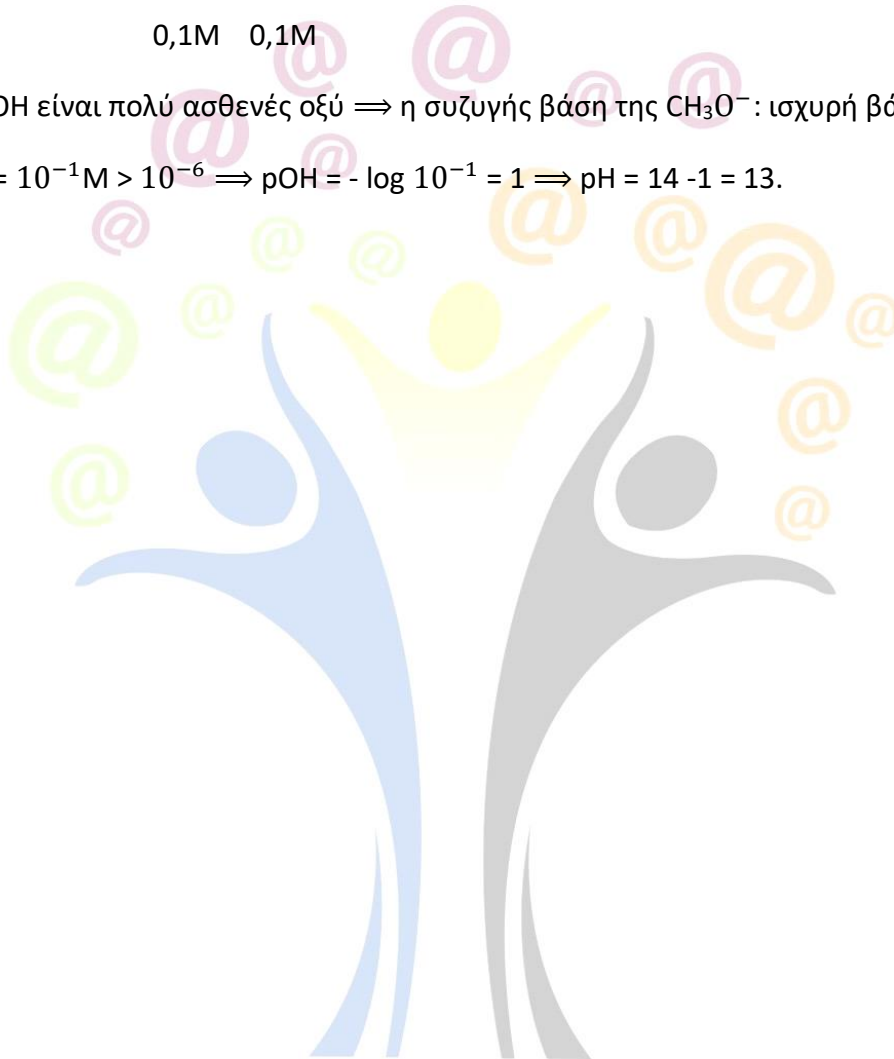 0,1M 0,1M
OH είναι πολύ ασθενές οξύ ⟹ η συζυγής βάση της CH₃O⁻: ισχυρή βά
= 10⁻¹M > 10⁻⁶ ⟹ pOH = - log 10⁻¹ = 1 ⟹ pH = 14 -1 = 13.